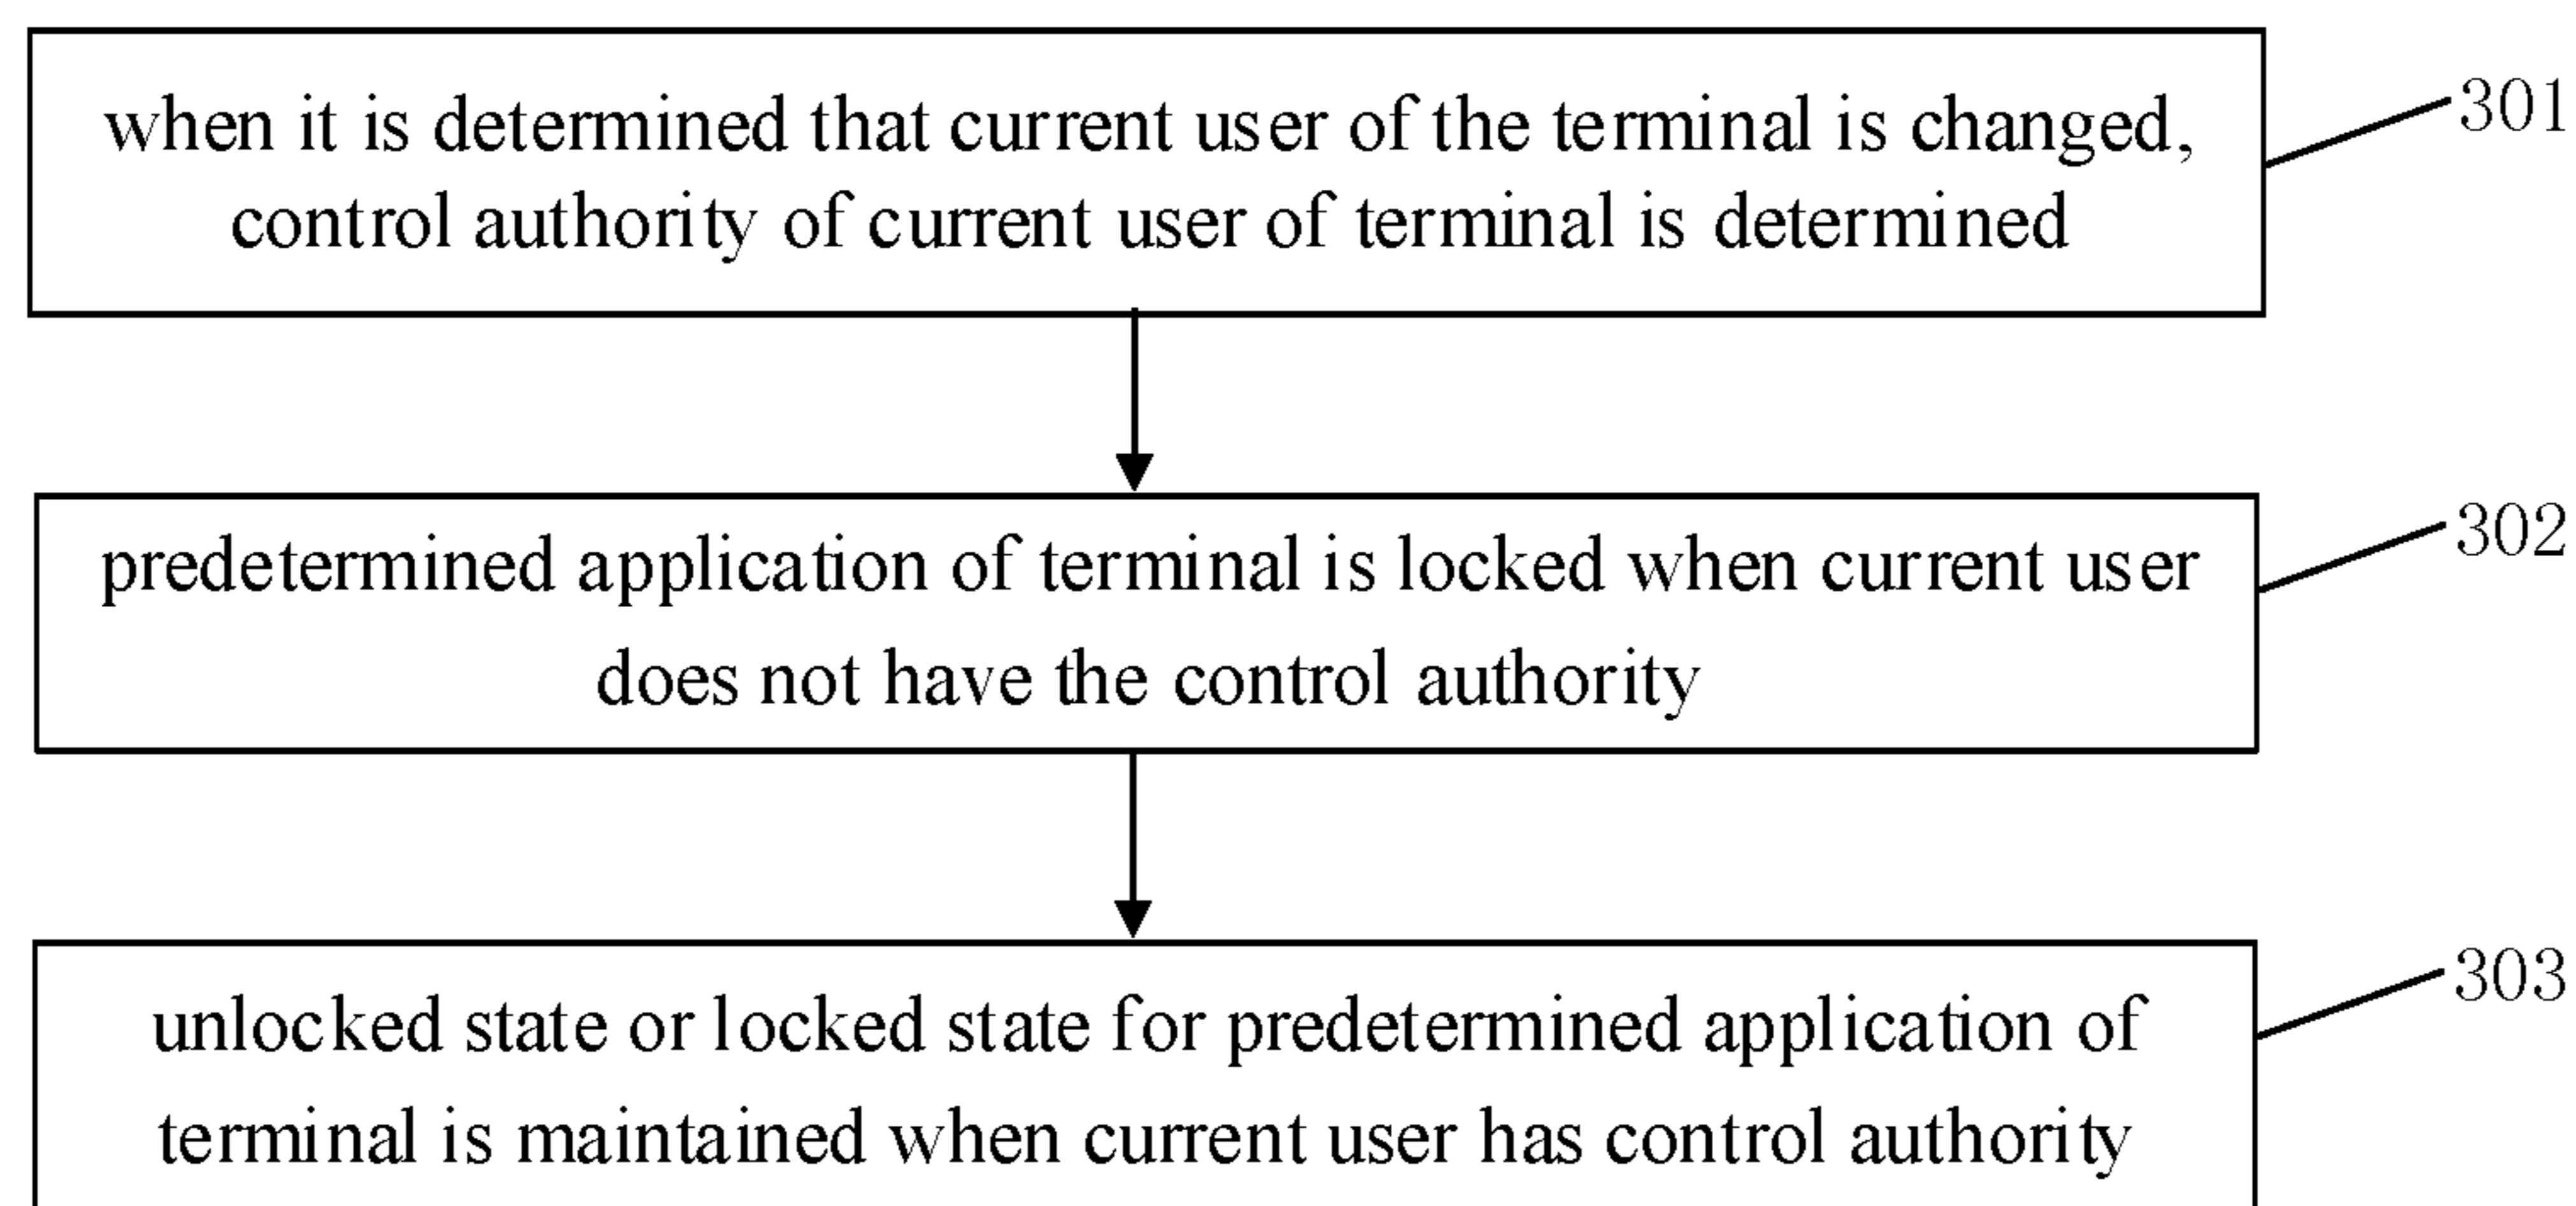 when it is determined that current user of the terminal is changed,
control authority of current user of terminal is determined
301
predetermined application of terminal is locked when current user
does not have the control authority
302
unlocked state or locked state for predetermined application of
terminal is maintained when current user has control authority
303